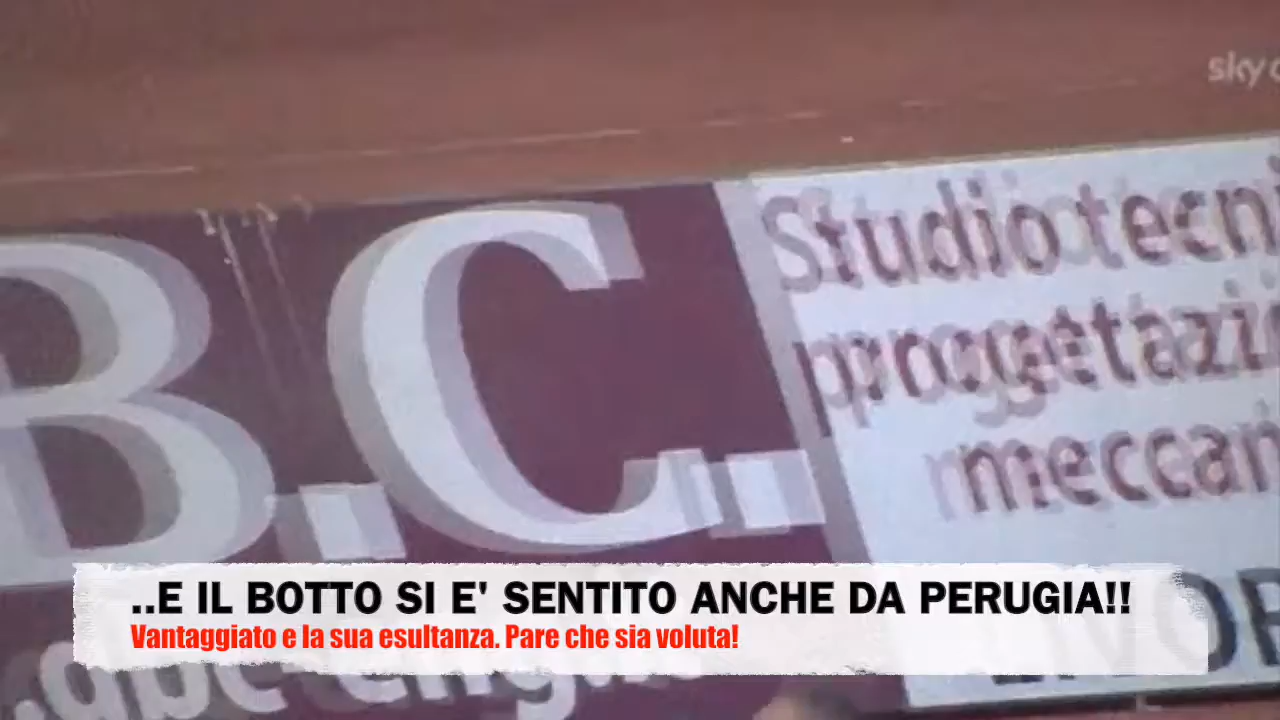 sky
B.C.
Studio tecni
progettazi
meccan
..E IL BOTTO SI E' SENTITO ANCHE DA PERUGIA!!
Vantaggiato e la sua esultanza. Pare che sia voluta!